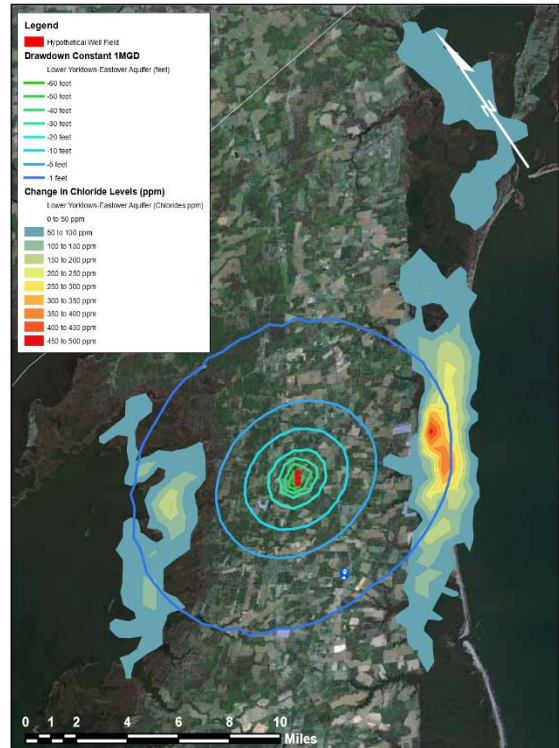 Legend
Hypothetical Well Field
Drawdown Constant 1MGD
Lower Yorktown-Eastover Aquifer (feet)
-60 feet
-50 feet
-40 feet
-30 feet
-20 feet
-10 feet
-5 feet
-1 feet
Change in Chloride Levels (ppm)
Lower Yorktown-Eastover Aquifer (Chlorides ppm)
0 to 50 ppm
50 to 100 ppm
100 to 150 ppm
150 to 200 ppm
200 to 250 ppm
250 to 300 ppm
300 to 350 ppm
350 to 400 ppm
400 to 450 ppm
450 to 500 ppm
N
0 1 2 4 6 8 10
Miles